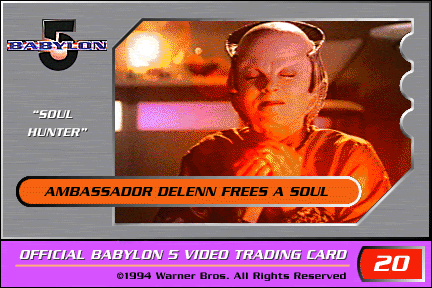 BABYLON
5
“SOUL
HUNTER”
AMBASSADOR DELENN FREES A SOUL
OFFICIAL BABYLON 5 VIDEO TRADING CARD
20
©1994 Warner Bros. All Rights Reserved